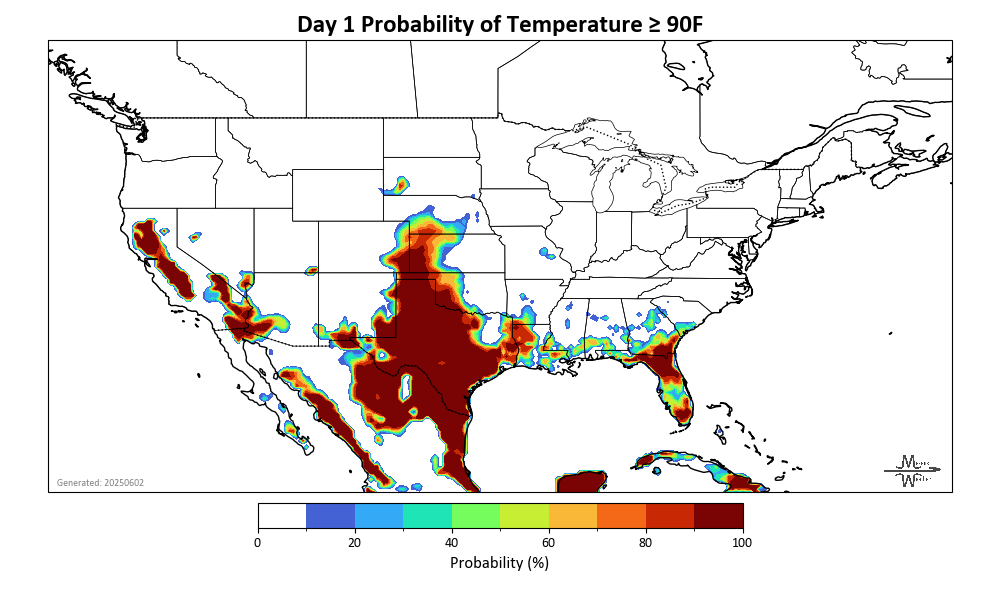 Day 1 Probability of Temperature ≥ 90F
Generated: 20250602
0 20 40 60 80 100
Probability (%)